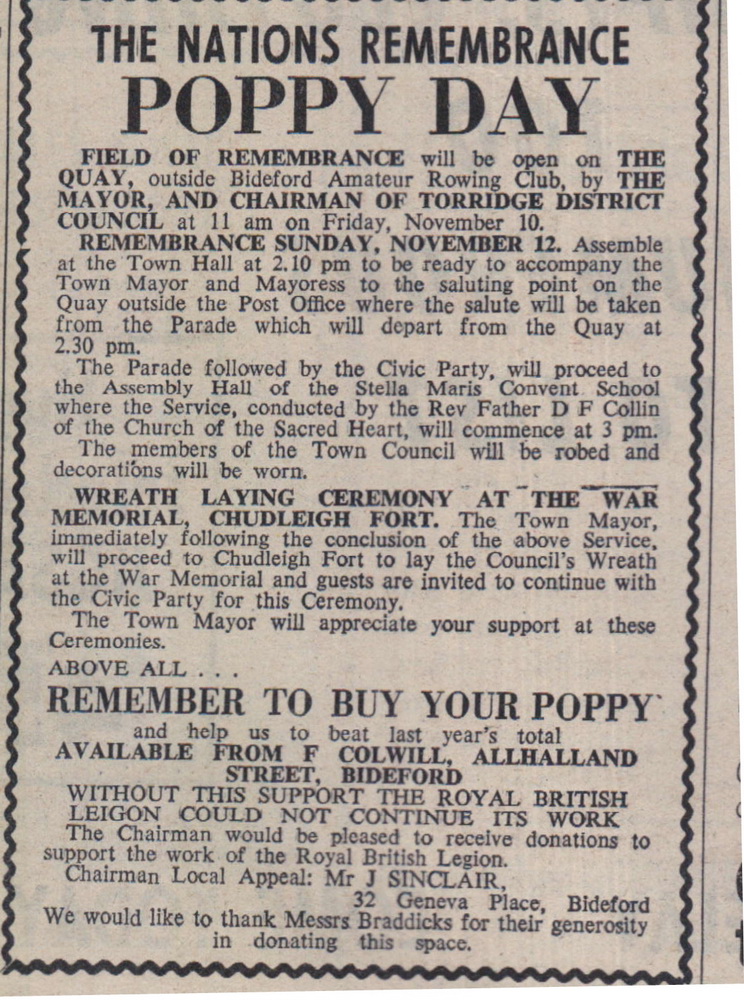 THE NATIONS REMEMBRANCE
POPPY DAY
FIELD OF REMEMBRANCE will be open on THE
QUAY, outside Bideford Amateur Rowing Club, by THE
MAYOR, AND CHAIRMAN OF TORRIDGE DISTRICT
COUNCIL at 11 am on Friday, November 10.
REMEMBRANCE SUNDAY, NOVEMBER 12. Assemble
at the Town Hall at 2.10 pm to be ready to accompany the
Town Mayor and Mayoress to the saluting point on the
Quay outside the Post Office where the salute will be taken
from the Parade which will depart from the Quay at
2.30 pm.
The Parade followed by the Civic Party, will proceed to
the Assembly Hall of the Stella Maris Convent School
where the Service, conducted by the Rev Father D F Collin
of the Church of the Sacred Heart, will commence at 3 pm.
The members of the Town Council will be robed and
decorations will be worn.
WREATH LAYING CEREMONY AT THE WAR
MEMORIAL, CHUDLEIGH FORT. The Town Mayor,
immediately following the conclusion of the above Service,
will proceed to Chudleigh Fort to lay the Council's Wreath
at the War Memorial and guests are invited to continue with
the Civic Party for this Ceremony.
The Town Mayor will appreciate your support at these
Ceremonies.
ABOVE ALL . . .
REMEMBER TO BUY YOUR POPPY
and help us to beat last year's total
AVAILABLE FROM F COLWILL, ALLHALLAND
STREET, BIDEFORD
WITHOUT THIS SUPPORT THE ROYAL BRITISH
LEIGON COULD NOT CONTINUE ITS WORK
The Chairman would be pleased to receive donations to
support the work of the Royal British Legion.
Chairman Local Appeal: Mr J SINCLAIR,
32 Geneva Place, Bideford
We would like to thank Messrs Braddicks for their generosity
in donating this space.